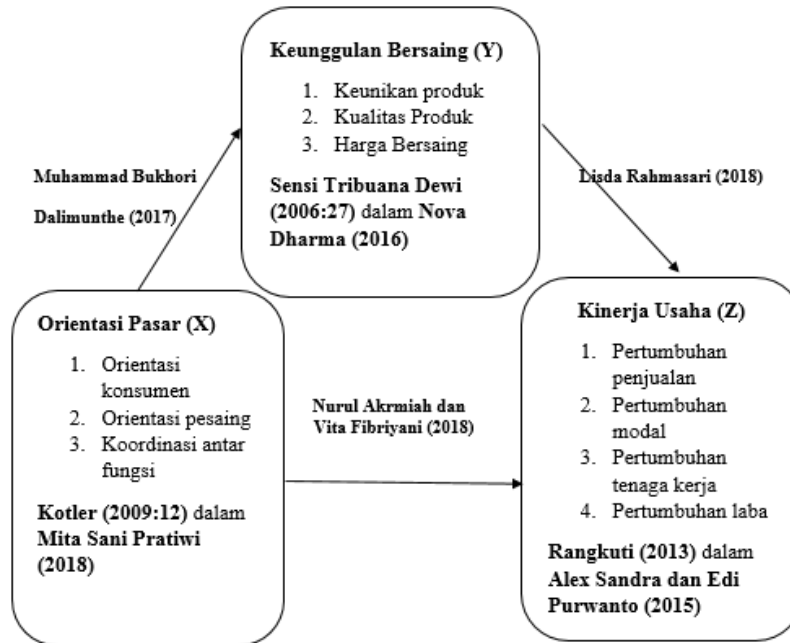 Keunggulan Bersaing (Y)
1. Keunikan produk
2. Kualitas Produk
3. Harga Bersaing
Sensi Tribuana Dewi
(2006:27) dalam Nova
Dharma (2016)
Muhammad Bukhori
Dalimunthe (2017)
Lisda Rahmasari (2018)
Orientasi Pasar (X)
1. Orientasi
konsumen
2. Orientasi pesaing
3. Koordinasi antar
fungsi
Kotler (2009:12) dalam
Mita Sani Pratiwi
(2018)
Nurul Akrmiah dan
Vita Fibriyani (2018)
Kinerja Usaha (Z)
1. Pertumbuhan
penjualan
2. Pertumbuhan
modal
3. Pertumbuhan
tenaga kerja
4. Pertumbuhan laba
Rangkuti (2013) dalam
Alex Sandra dan Edi
Purwanto (2015)